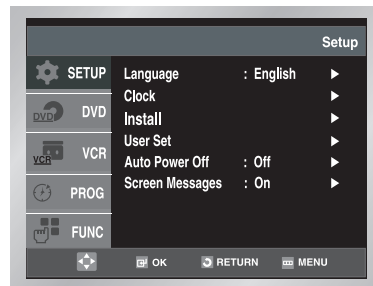 Setup
SETUP
Language : English ►
Clock ►
Install ►
User Set ►
Auto Power Off : Off ►
Screen Messages : On ►
DVD DVD
VCR VCR
PROG
FUNC
OK RETURN MENU